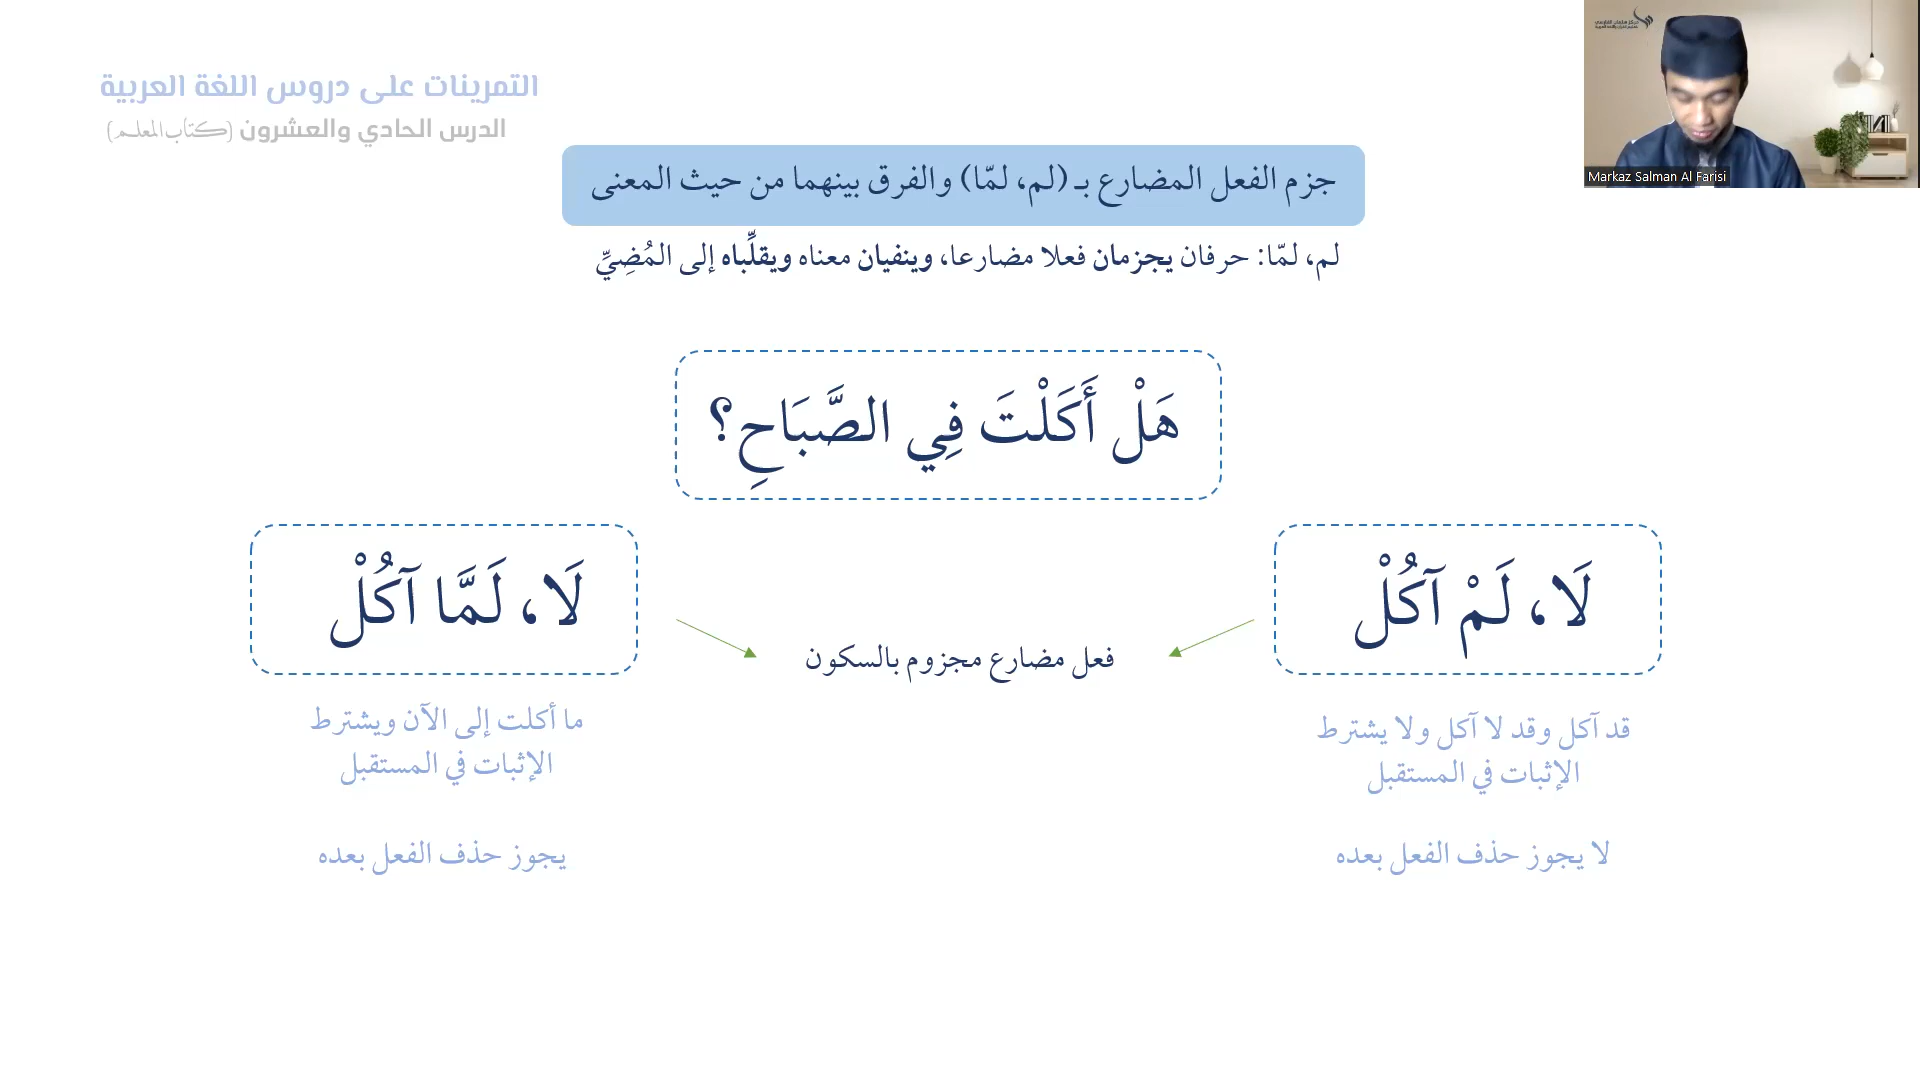 التمرينات على دروس اللغة العربية
الدرس الحادي والعشرون (كتاب المعلم)
Markaz Salman Al Farisi
جزم الفعل المضارع بـ (لم، لمّا) والفرق بينهما من حيث المعنى
لم، لمّا: حرفان يجزمان فعلا مضارعا، وينفيان معناه ويقلِّباه إلى المُضِيِّ
هَلْ أَكَلْتَ فِي الصَّبَاحِ؟
لَا، لَمْ آكُلْ
لَا، لَمَّا آكُلْ
فعل مضارع مجزوم بالسكون
قد آكل وقد لا آكل ولا يشترط
الإثبات في المستقبل
لا يجوز حذف الفعل بعده
ما أكلت إلى الآن ويشترط
الإثبات في المستقبل
يجوز حذف الفعل بعده